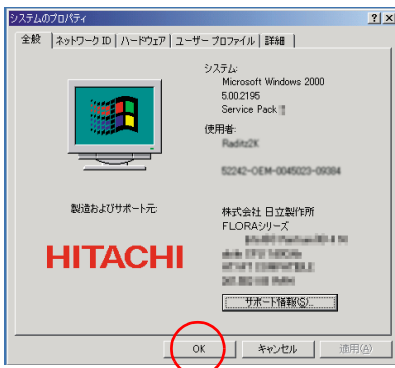 システムのプロパティ
? ×
全般 ネットワーク ID ハードウェア ユーザー プロファイル 詳細
システム:
Microsoft Windows 2000
5.00.2195
Service Pack
使用者:
製造およびサポート元:
HITACHI
株式会社 日立製作所
FLORAシリーズ
サポート情報(S)...
OK キャンセル 適用(A)